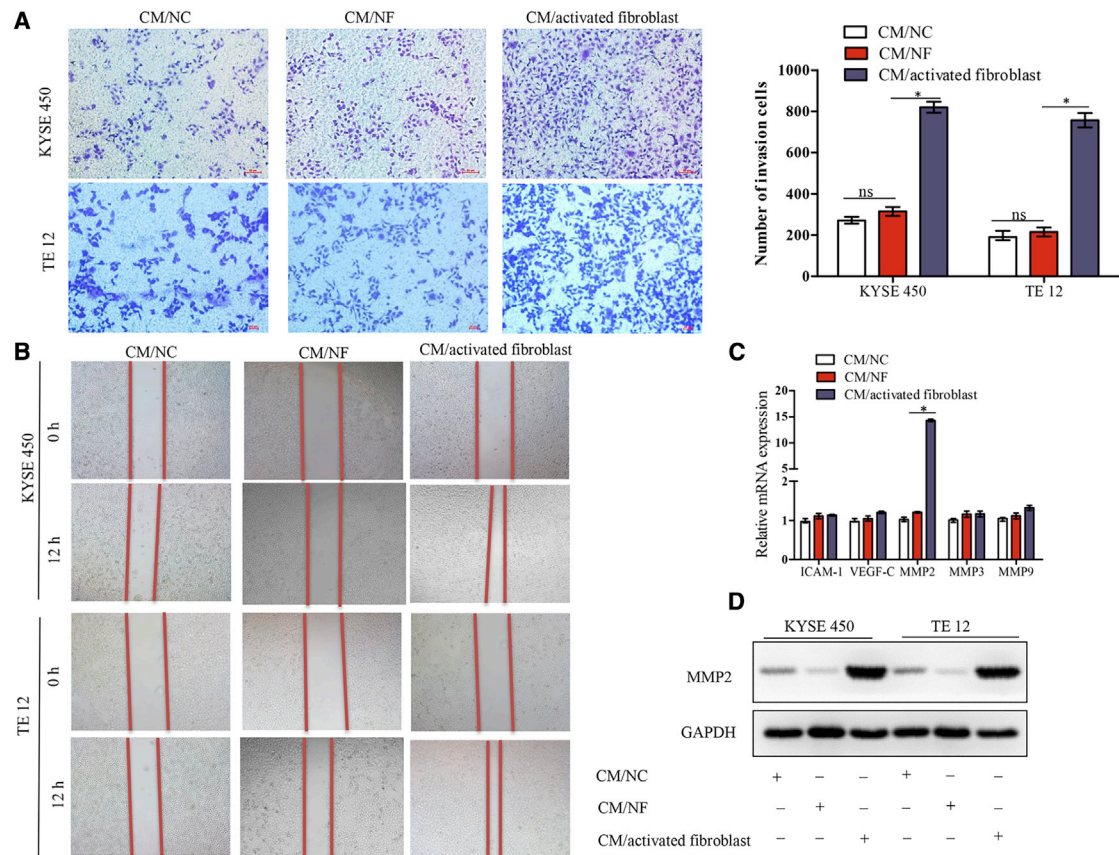 A
CM/NC
CM/NF
CM/activated fibroblast
KYSE 450
TE 12
CM/NC
CM/NF
CM/activated fibroblast
Number of invasion cells
1000
800
600
400
200
0
ns
*
ns
*
KYSE 450
TE 12
B
CM/NC
CM/NF
CM/activated fibroblast
KYSE 450
0 h
12 h
TE 12
0 h
12 h
C
CM/NC
CM/NF
CM/activated fibroblast
Relative mRNA expression
20
15
10
5
2
1
0
*
ICAM-1 VEGF-C MMP2 MMP3 MMP9
D
KYSE 450 TE 12
MMP2
GAPDH
CM/NC + – – + – –
CM/NF – + – – + –
CM/activated fibroblast – – + – – +